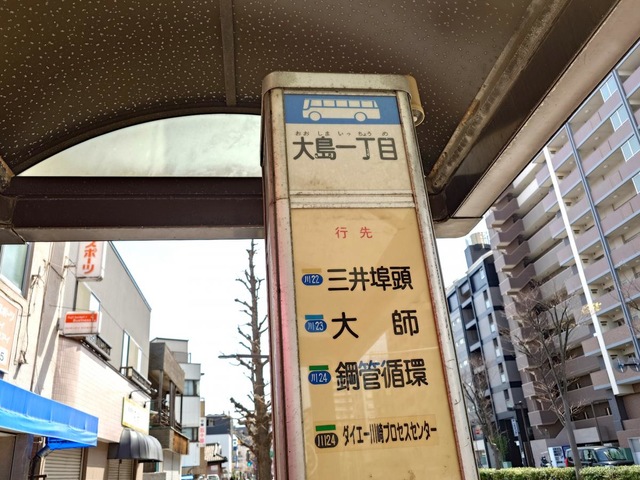 おおしまいっちょうめ
大島一丁目
行先
川22 三井埠頭
川23 大師
川24 鋼管循環
川124 ダイエー川崎プロセスセンター
スポーツ